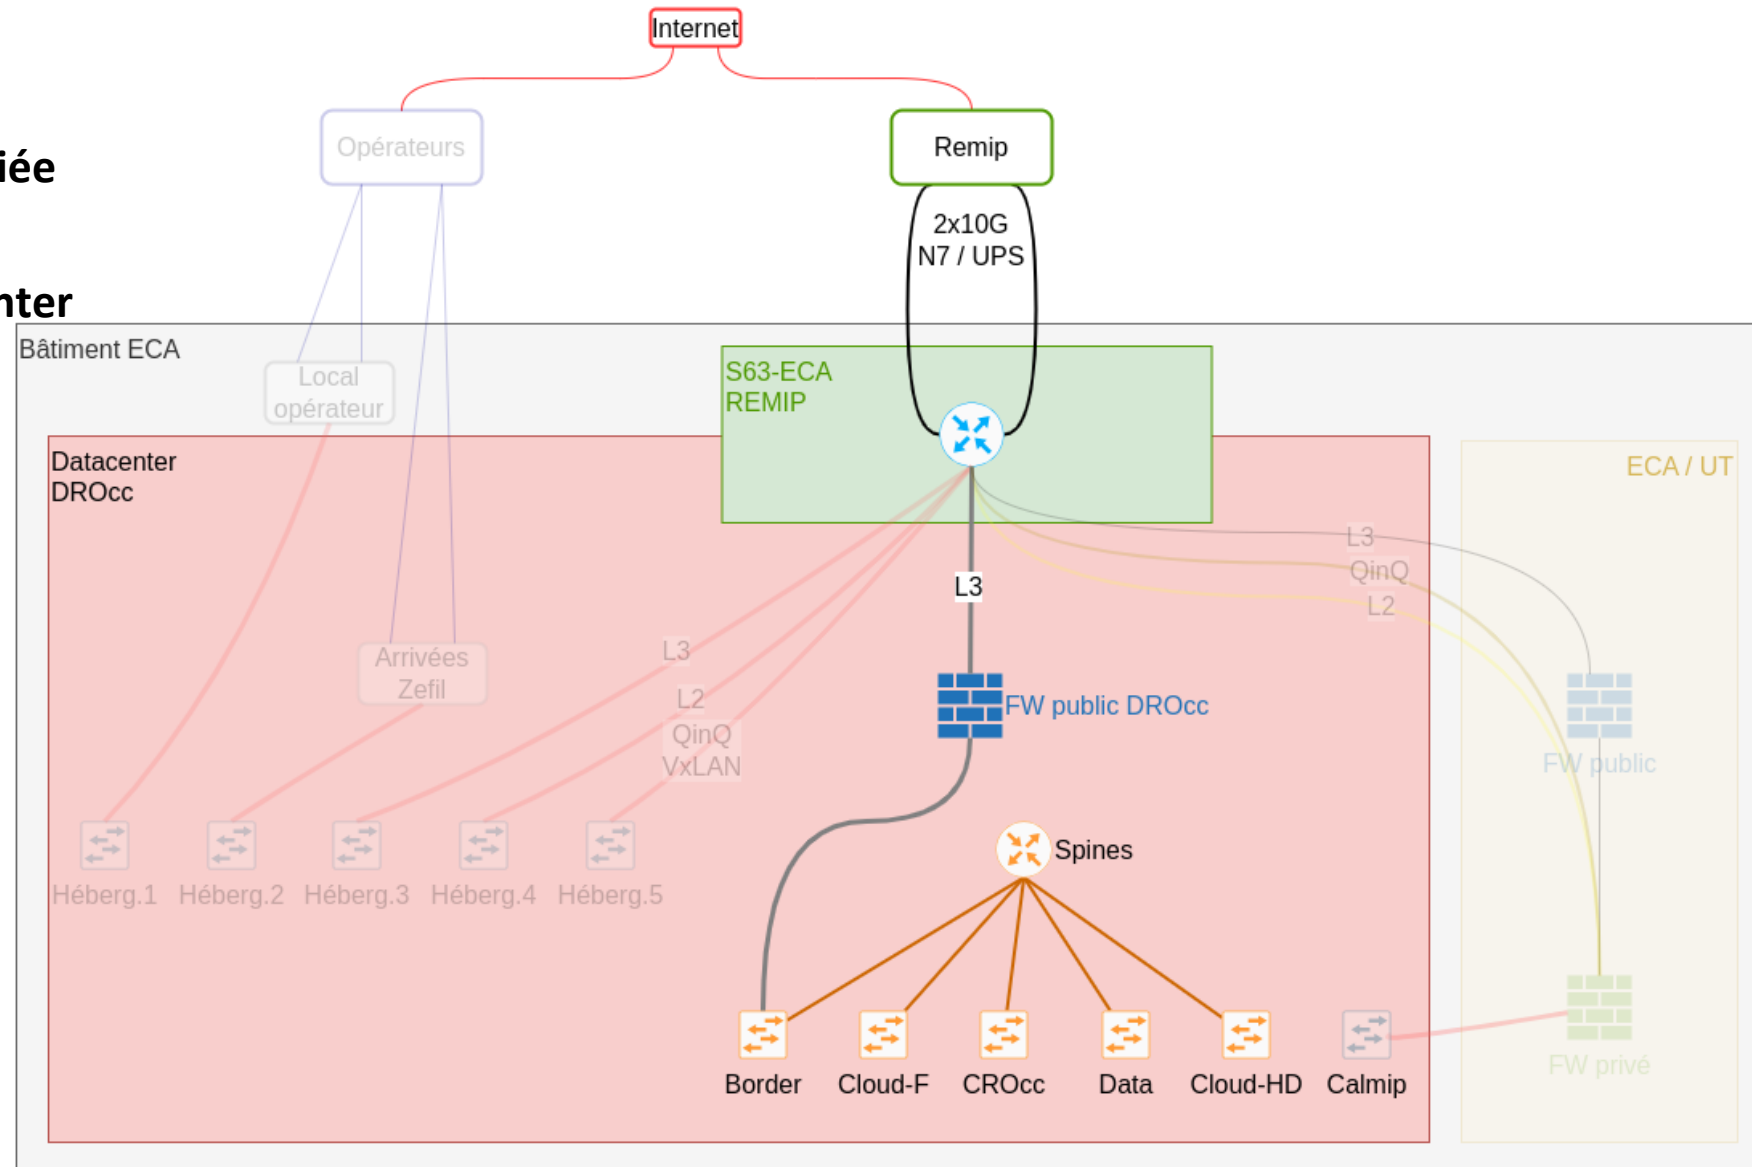 Internet
Opérateurs
Remip
iée
2x10G
N7 / UPS
nter
Bâtiment ECA
Local
opérateur
S63-ECA
REMIP
Datacenter
DROcc
ECA / UT
L3
QinQ
L2
L3
L3
L2
QinQ
VxLAN
Arrivées
Zefil
FW public DROcc
FW public
Spines
Héberg.1
Héberg.2
Héberg.3
Héberg.4
Héberg.5
Border
Cloud-F
CROcc
Data
Cloud-HD
Calmip
FW privé